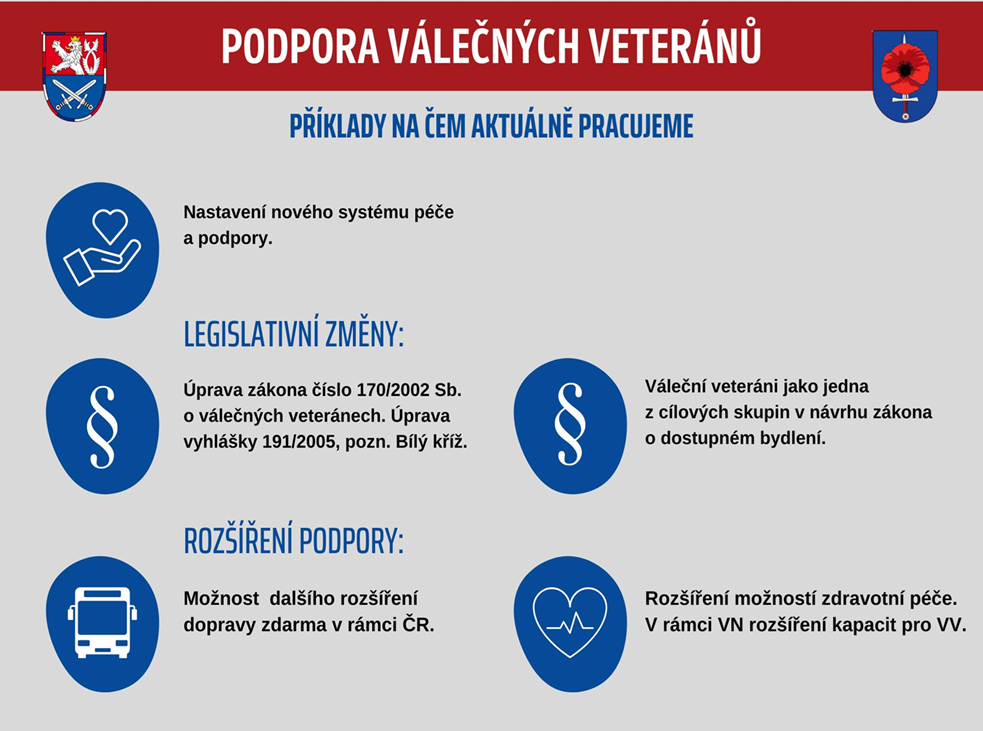 PODPORA VÁLEČNÝCH VETERÁNŮ
PŘÍKLADY NA ČEM AKTUÁLNĚ PRACUJEME
Nastavení nového systému péče
a podpory.
LEGISLATIVNÍ ZMĚNY:
§
Úprava zákona číslo 170/2002 Sb.
o válečných veteránech. Úprava
vyhlášky 191/2005, pozn. Bílý kříž.
§
Váleční veteráni jako jedna
z cílových skupin v návrhu zákona
o dostupném bydlení.
ROZŠÍŘENÍ PODPORY:
Možnost  dalšího rozšíření
dopravy zdarma v rámci ČR.
Rozšíření možností zdravotní péče.
V rámci VN rozšíření kapacit pro VV.